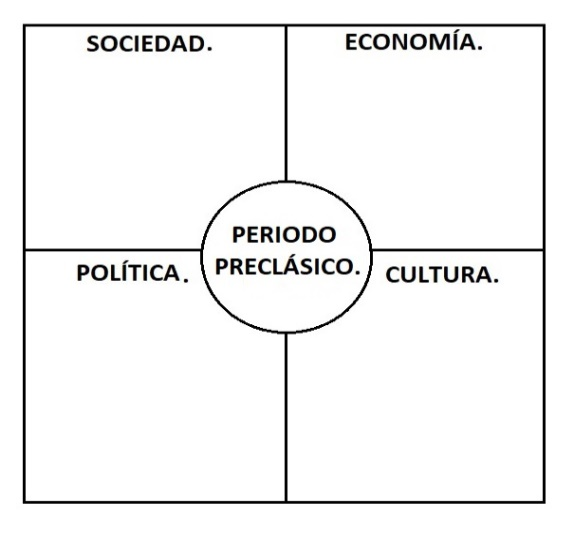 SOCIEDAD.
ECONOMÍA.
PERIODO
PRECLÁSICO.
POLÍTICA.
CULTURA.